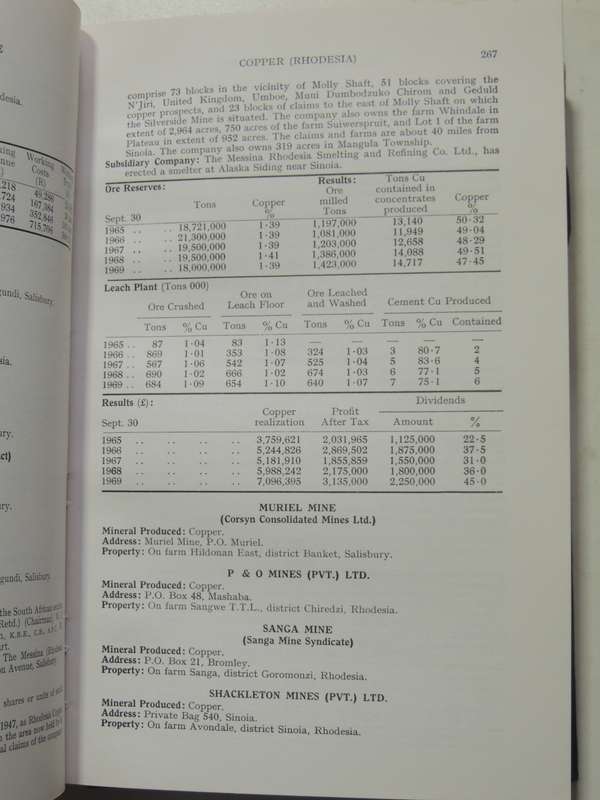 COPPER (RHODESIA) 267
comprise 73 blocks in the vicinity of Molly Shaft, 51 blocks covering the
N'Jiri, United Kingdom, Umboe, Muni Dumbodzuko Chirom and Geduld
copper prospects, and 23 blocks of claims to the east of Molly Shaft on which
the Silverside Mine is situated. The company also owns the farm Whindale in
extent of 2,964 acres, 750 acres of the farm Suiwerspruit, and Lot 1 of the farm
Plateau in extent of 952 acres. The claims and farms are about 40 miles from
Sinoia. The company also owns 319 acres in Mangula Township.
Subsidiary Company: The Messina Rhodesia Smelting and Refining Co. Ltd., has
erected a smelter at Alaska Siding near Sinoia.
Ore Reserves: Results: Tons Cu
Ore contained in
Tons Copper milled concentrates Copper
Sept. 30 % Tons produced %
1965 .. .. 18,721,000 1·39 1,197,000 13,140 50·32
1966 .. .. 21,300,000 1·39 1,081,000 11,949 49·04
1967 .. .. 19,500,000 1·39 1,203,000 12,658 48·29
1968 .. .. 19,500,000 1·41 1,386,000 14,088 49·51
1969 .. .. 18,000,000 1·39 1,423,000 14,717 47·45
Leach Plant (Tons 000)
Ore on Ore Leached
Ore Crushed Leach Floor and Washed Cement Cu Produced
Tons % Cu Tons % Cu Tons % Cu Tons % Cu Contained
1965 .. 87 1·04 83 1·13 — — — — —
1966 .. 869 1·01 353 1·08 324 1·03 3 80·7 2
1967 .. 567 1·06 542 1·07 525 1·04 5 83·6 4
1968 .. 690 1·02 666 1·02 674 1·03 6 77·1 5
1969 .. 684 1·09 654 1·10 640 1·07 7 75·1 6
Results (£): Dividends
Copper Profit
Sept. 30 realization After Tax Amount %
1965 .. .. .. .. 3,759,621 2,031,965 1,125,000 22·5
1966 .. .. .. .. 5,244,826 2,869,502 1,875,000 37·5
1967 .. .. .. .. 5,181,910 1,855,859 1,550,000 31·0
1968 .. .. .. .. 5,988,242 2,175,000 1,800,000 36·0
1969 .. .. .. .. 7,096,395 3,135,000 2,250,000 45·0
MURIEL MINE
(Corsyn Consolidated Mines Ltd.)
Mineral Produced: Copper.
Address: Muriel Mine, P.O. Muriel.
Property: On farm Hildonan East, district Banket, Salisbury.
P & O MINES (PVT.) LTD.
Mineral Produced: Copper.
Address: P.O. Box 48, Mashaba.
Property: On farm Sangwe T.T.L., district Chiredzi, Rhodesia.
SANGA MINE
(Sanga Mine Syndicate)
Mineral Produced: Copper.
Address: P.O. Box 21, Bromley.
Property: On farm Sanga, district Goromonzi, Rhodesia.
SHACKLETON MINES (PVT.) LTD.
Mineral Produced: Copper.
Address: Private Bag 540, Sinoia.
Property: On farm Avondale, district Sinoia, Rhodesia.